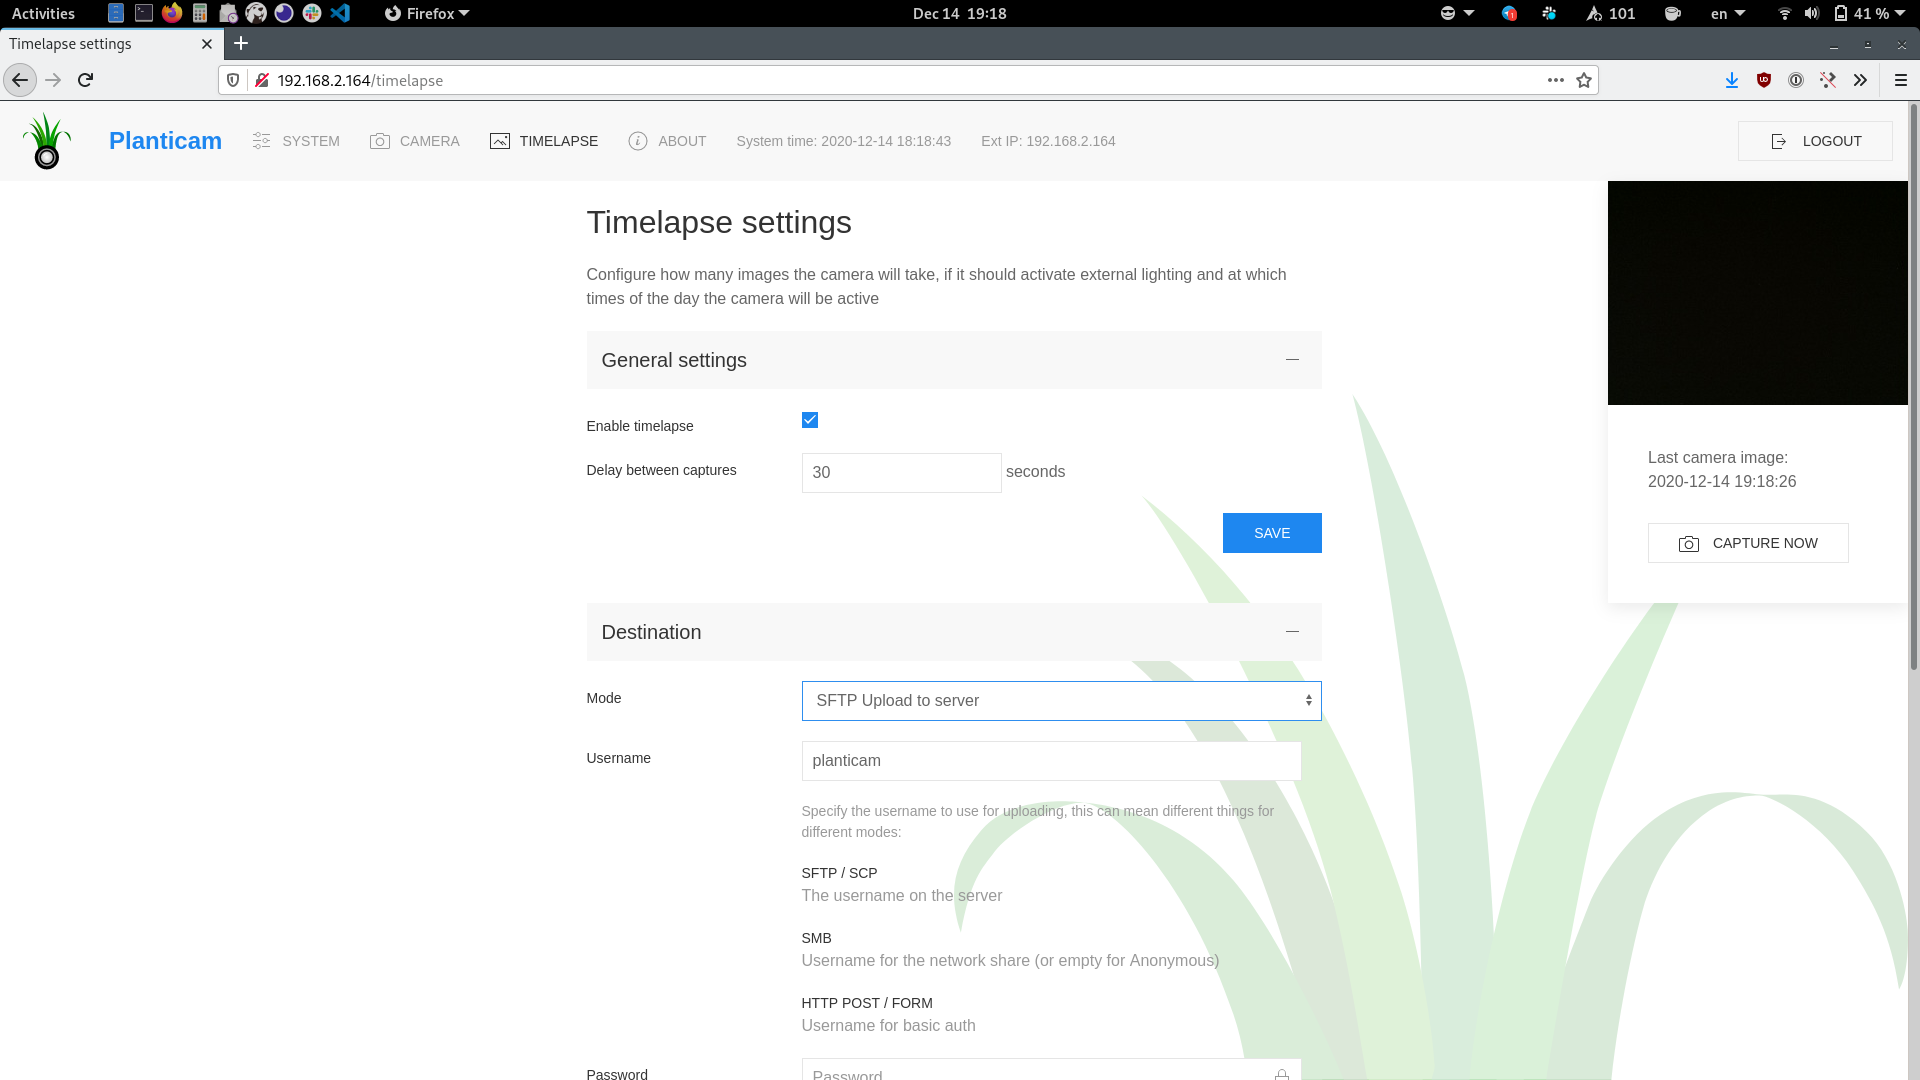 Activities
Firefox
Dec 14 19:18
101
en
41 %
Timelapse settings
192.168.2.164/timelapse
Planticam
SYSTEM
CAMERA
TIMELAPSE
ABOUT
System time: 2020-12-14 18:18:43
Ext IP: 192.168.2.164
LOGOUT
Timelapse settings
Configure how many images the camera will take, if it should activate external lighting and at which
times of the day the camera will be active
General settings
Enable timelapse
Delay between captures
30
seconds
SAVE
Last camera image:
2020-12-14 19:18:26
CAPTURE NOW
Destination
Mode
SFTP Upload to server
Username
planticam
Specify the username to use for uploading, this can mean different things for
different modes:
SFTP / SCP
The username on the server
SMB
Username for the network share (or empty for Anonymous)
HTTP POST / FORM
Username for basic auth
Password
Password